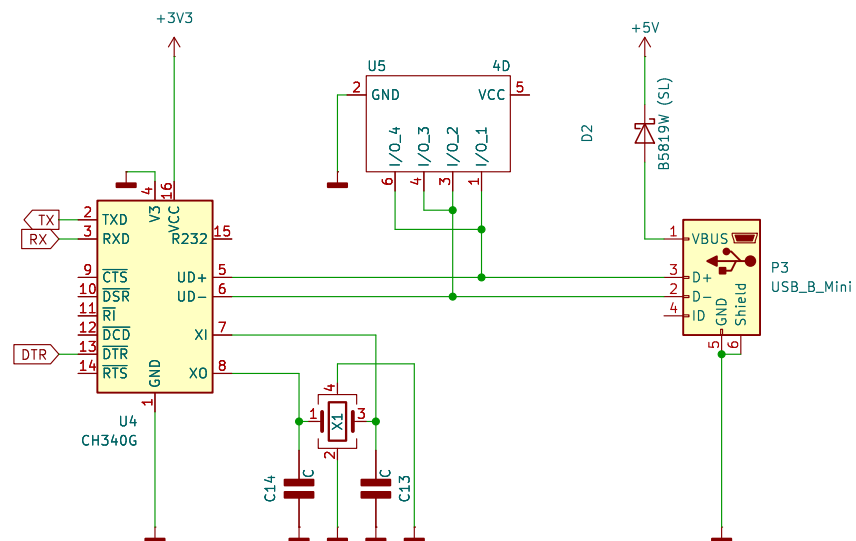 +3V3
+5V
U5
4D
2
GND
VCC
5
I/O_4
I/O_3
I/O_2
I/O_1
6
4
3
1
D2
B5819W (SL)
4
16
V3
VCC
TX
2
TXD
RX
3
RXD
R232
15
9
CTS
UD+
5
10
DSR
UD-
6
11
RI
12
DCD
XI
7
DTR
13
DTR
14
RTS
XO
8
GND
1
U4
CH340G
1
VBUS
3
D+
2
D-
4
ID
GND
Shield
5
6
P3
USB_B_Mini
4
1
X1
3
2
C14
C
C
C13